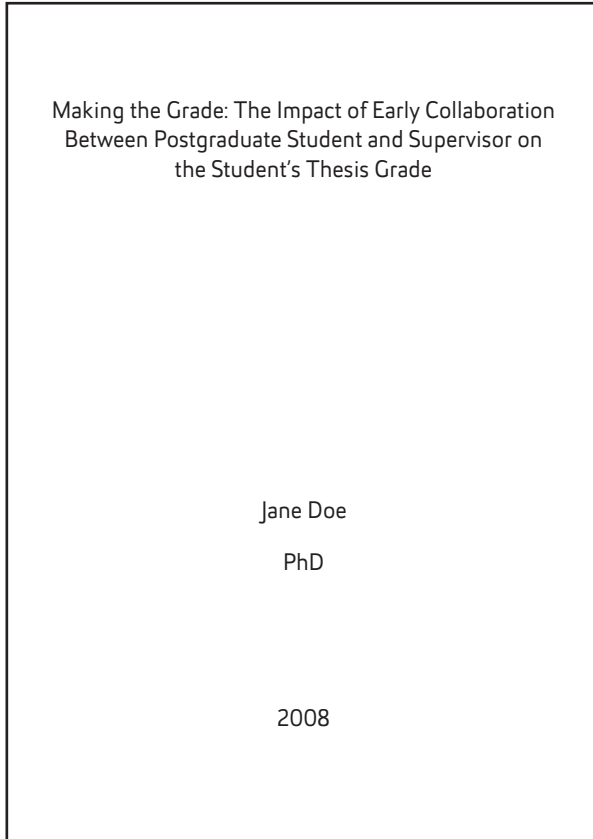 Making the Grade: The Impact of Early Collaboration
Between Postgraduate Student and Supervisor on
the Student’s Thesis Grade
Jane Doe
PhD
2008